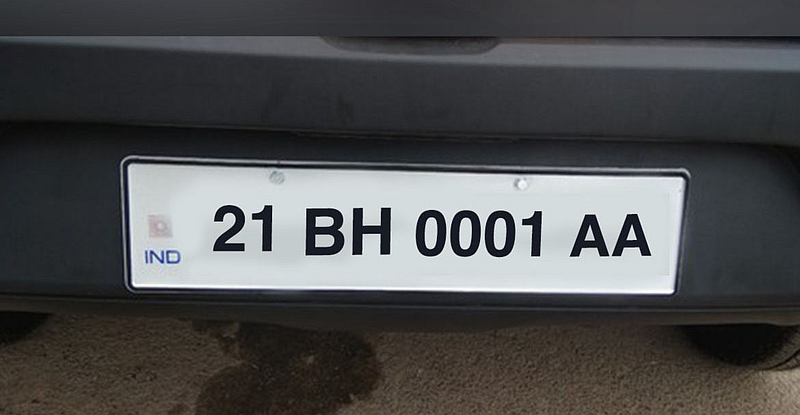 21 BH 0001 AA
IND